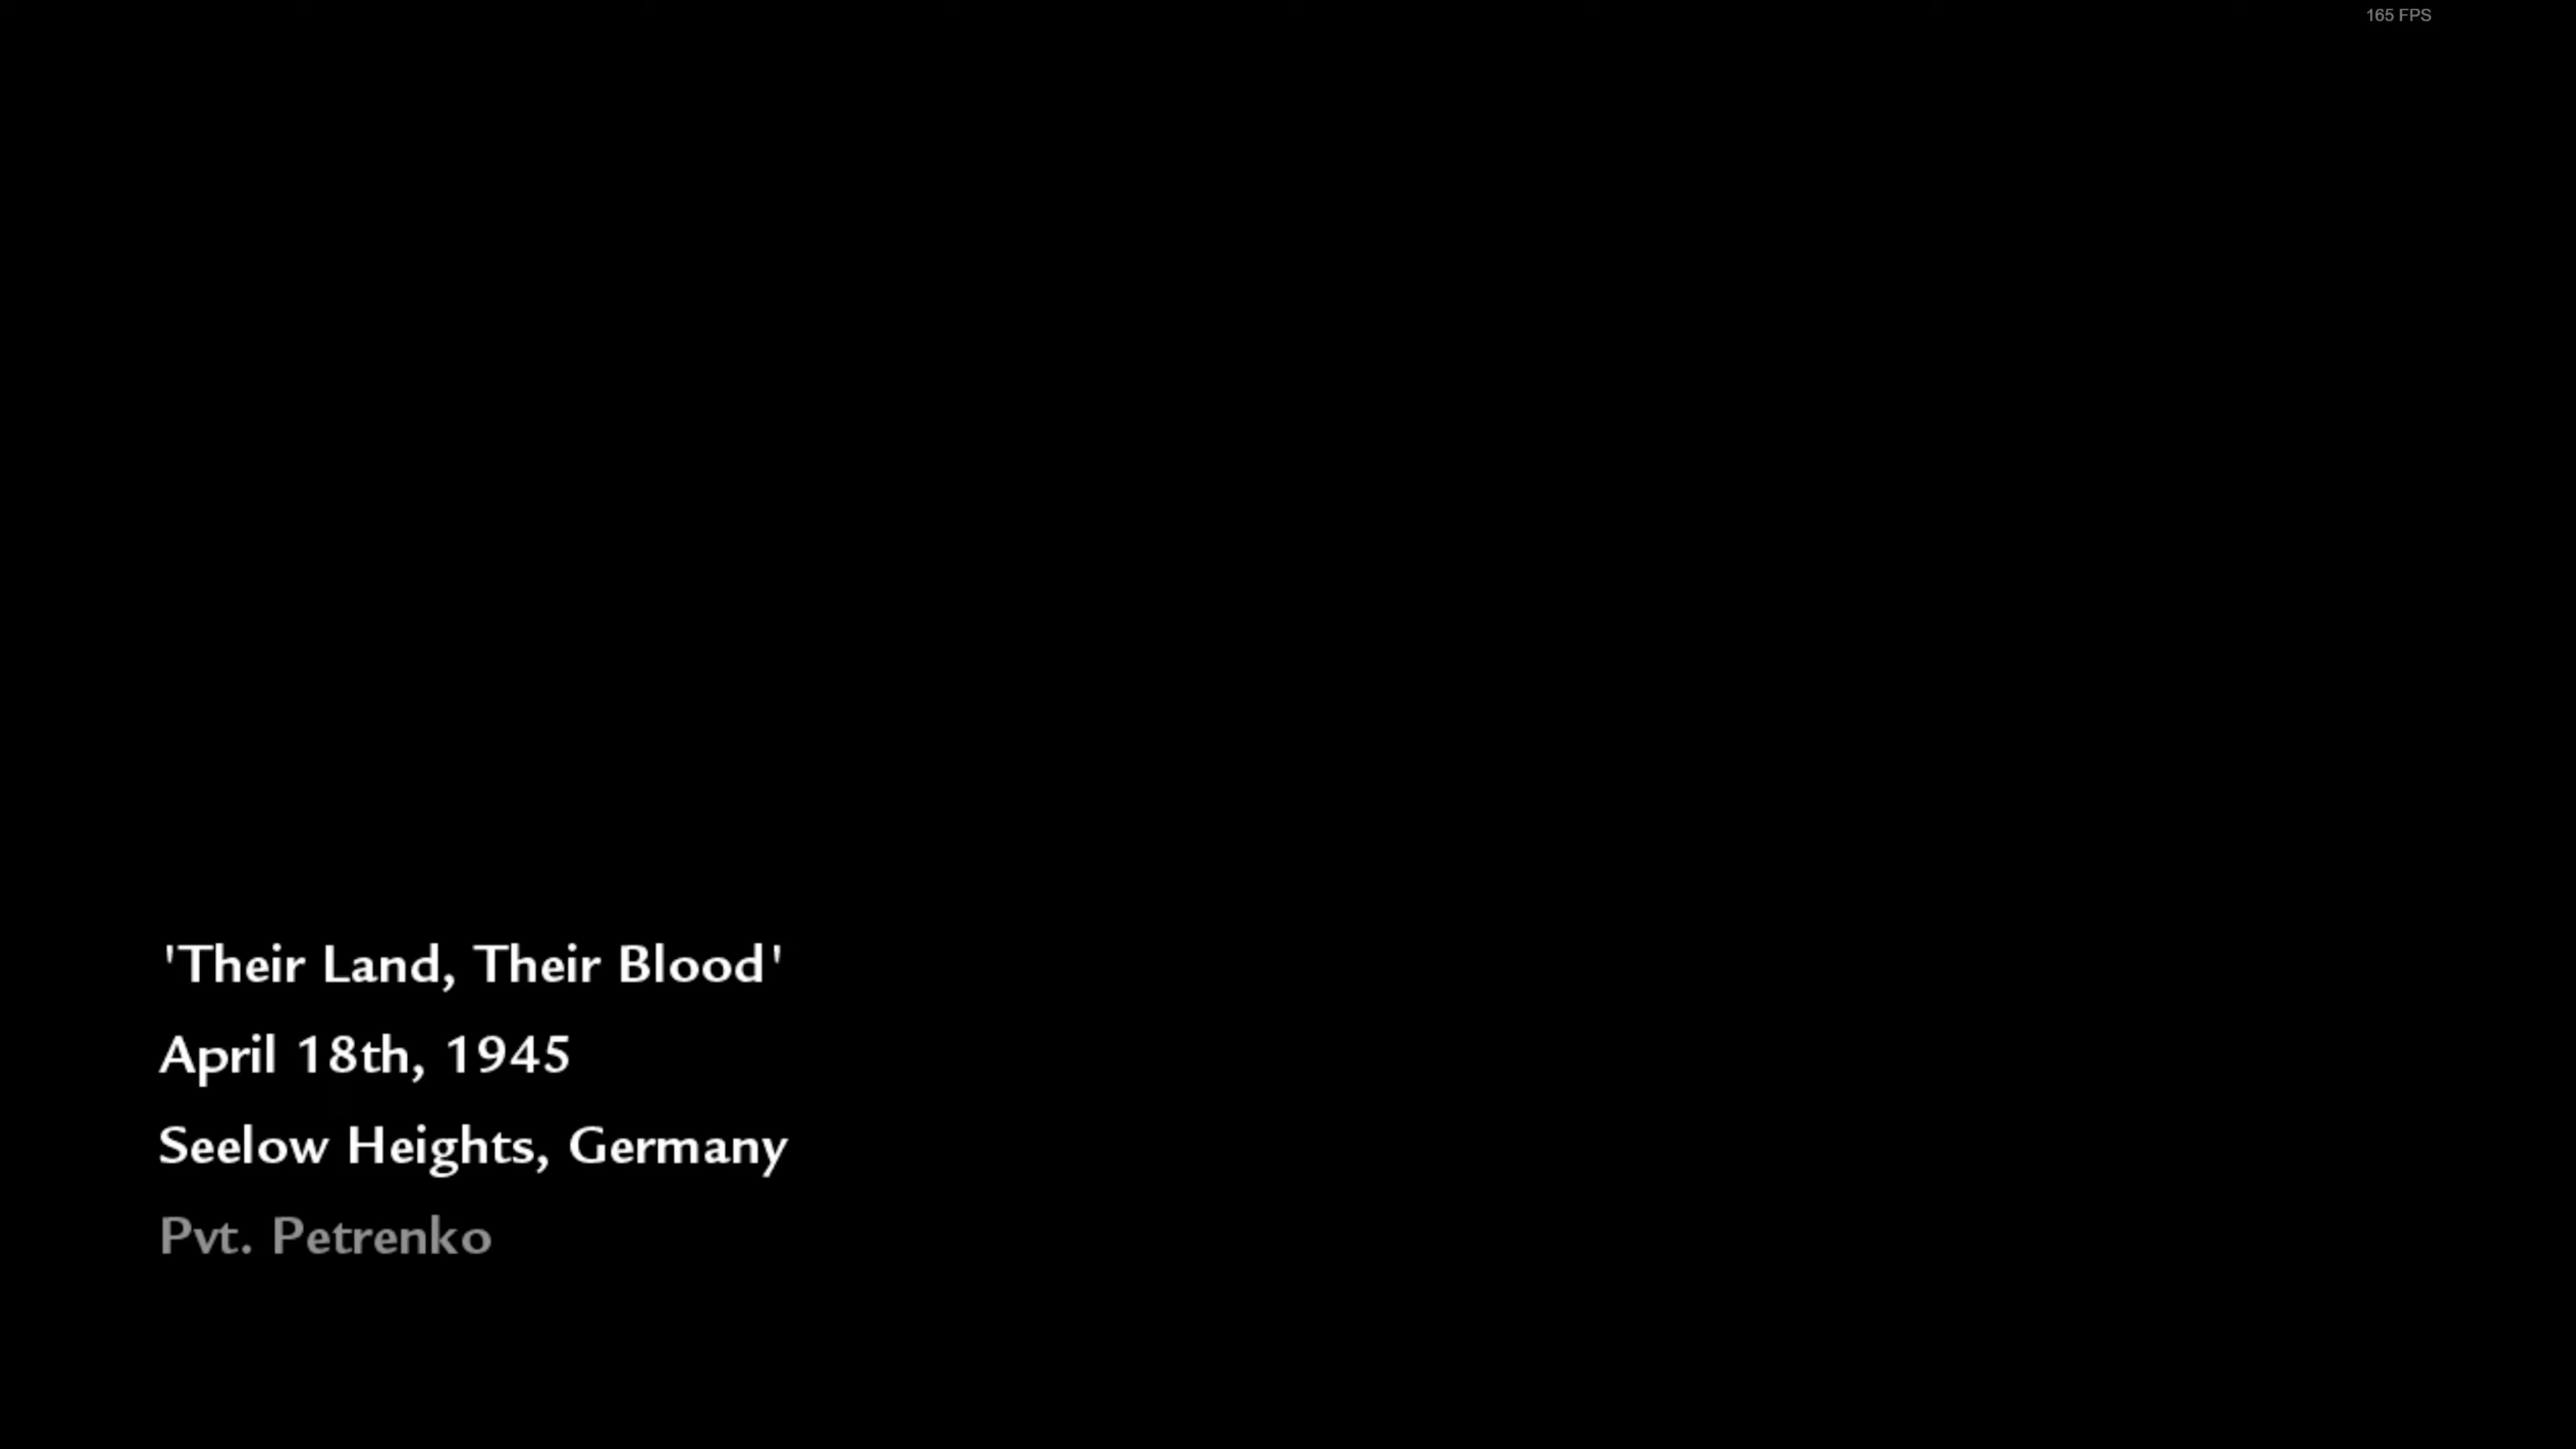 165 FPS
'Their Land, Their Blood'
April 18th, 1945
Seelow Heights, Germany
Pvt. Petrenko